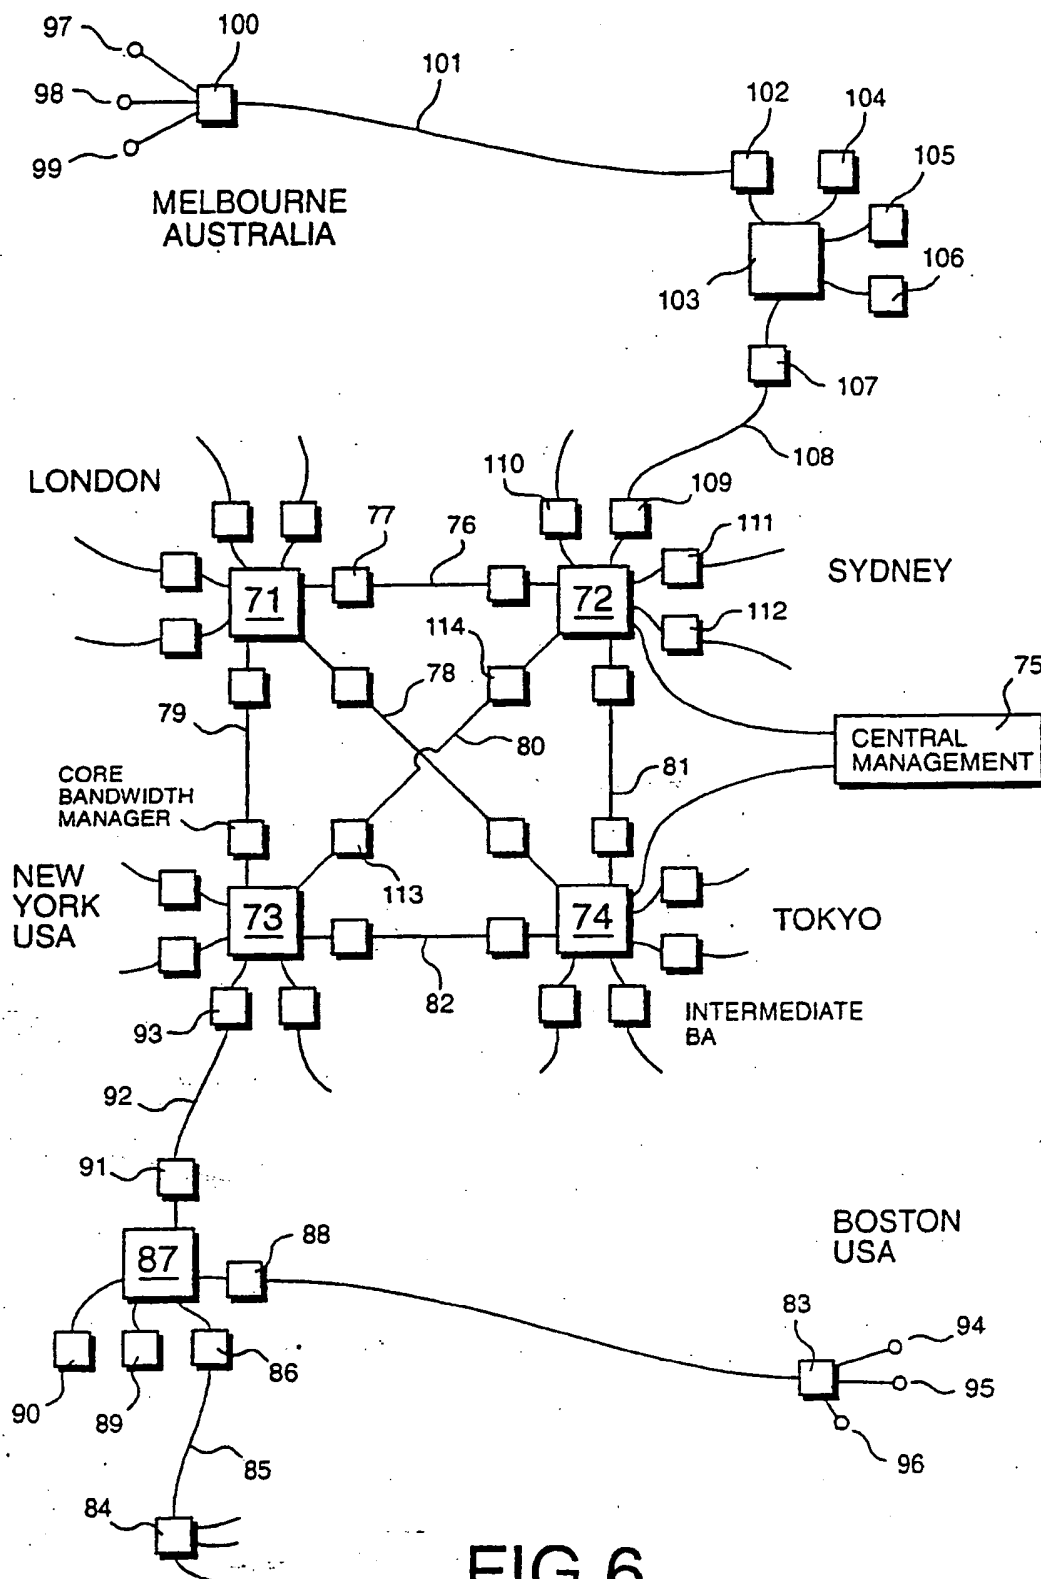 97
100
98
101
102
104
99
105
MELBOURNE
AUSTRALIA
103
106
107
108
LONDON
110
109
77
76
111
71
72
SYDNEY
112
114
78
79
80
75
CENTRAL
MANAGEMENT
81
CORE
BANDWIDTH
MANAGER
113
NEW
YORK
USA
73
74
TOKYO
82
93
INTERMEDIATE
BA
92
91
87
88
BOSTON
USA
83
94
95
96
90
89
86
85
84
FIG 6